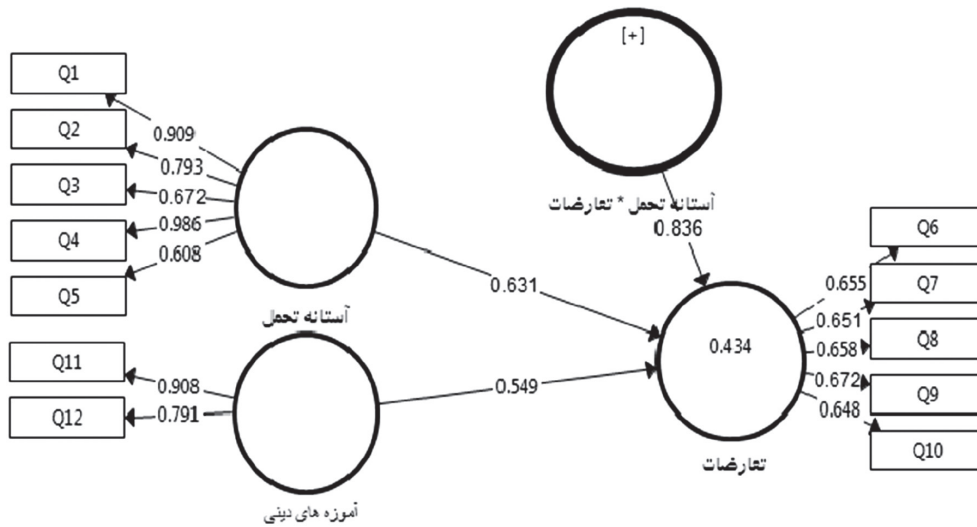 [+]
آستانه تحمل * تعارضات
0.836
Q1
Q2
Q3
Q4
Q5
0.909
0.793
0.672
0.986
0.608
آستانه تحمل
0.631
Q11
Q12
0.908
0.791
آموزه های دینی
0.549
0.434
تعارضات
0.655
0.651
0.658
0.672
0.648
Q6
Q7
Q8
Q9
Q10